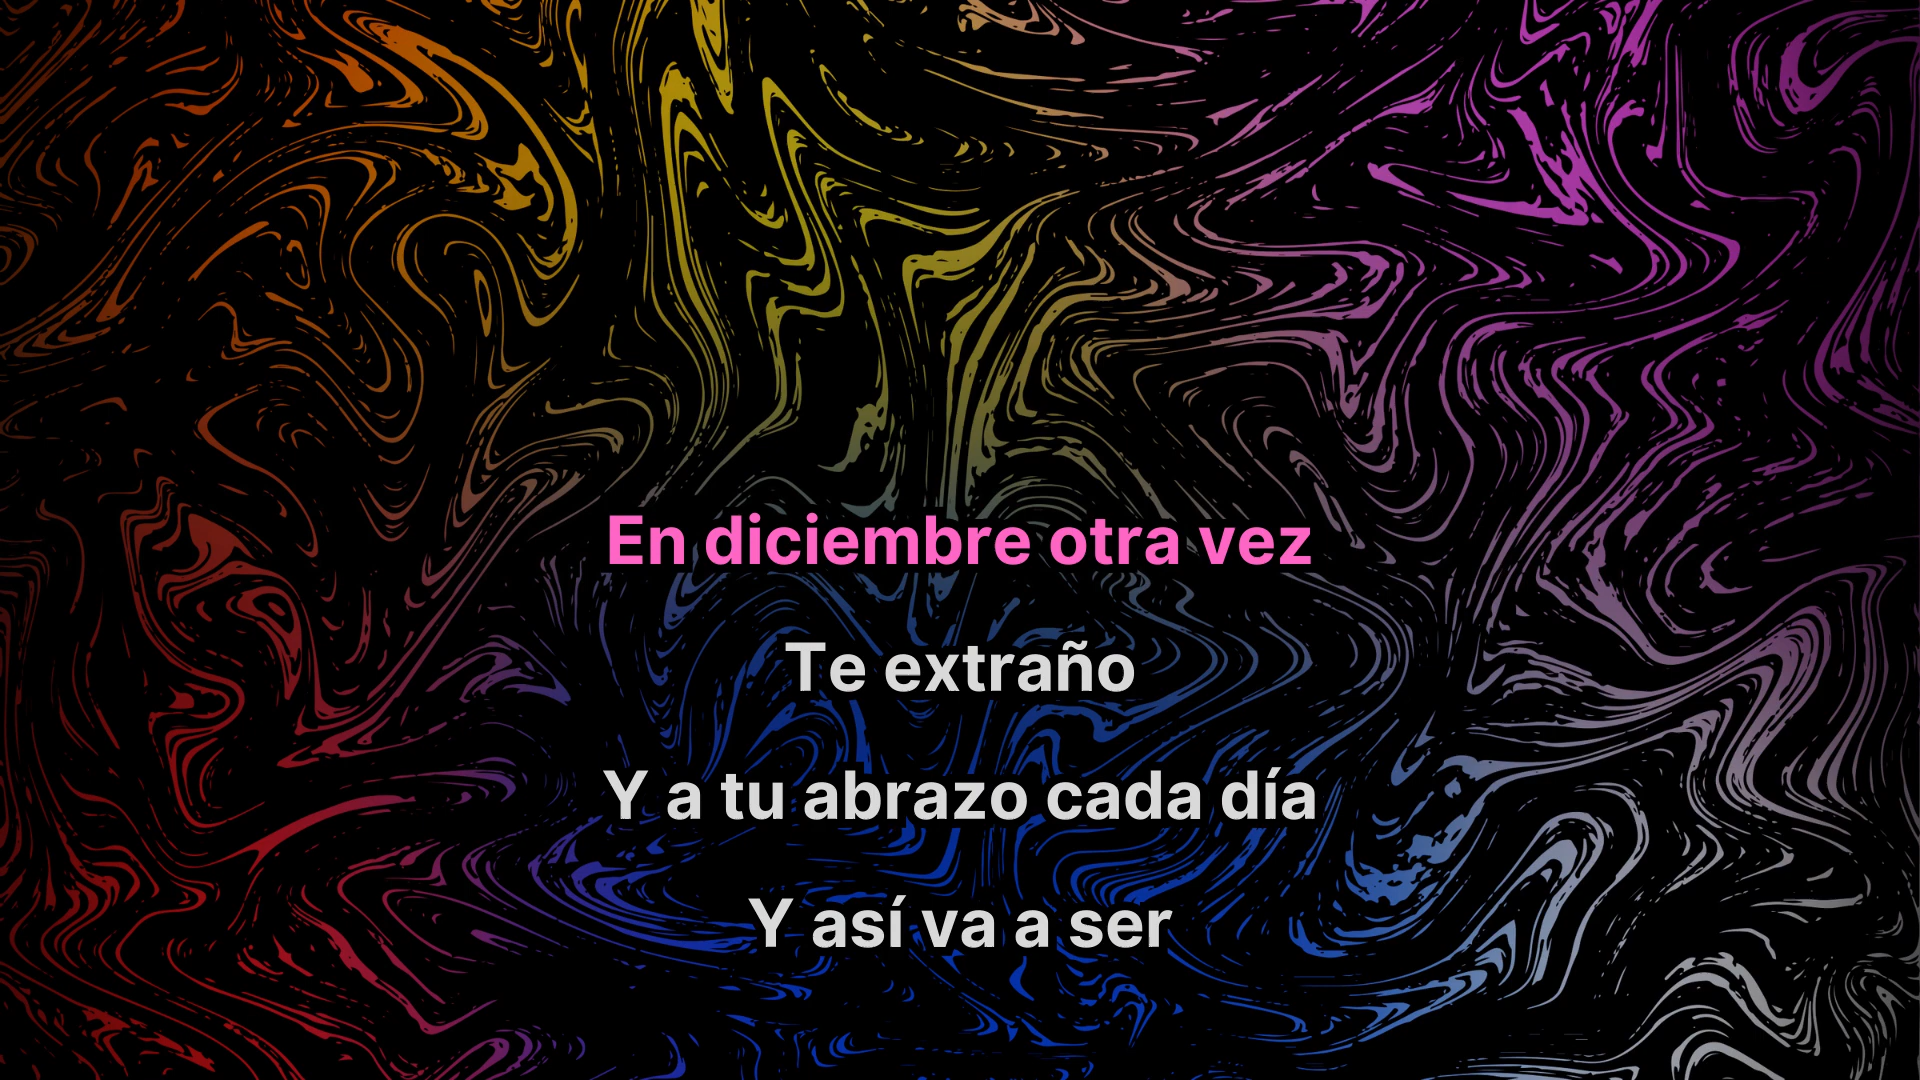 En diciembre otra vez
Te extraño
Y a tu abrazo cada día
Y así va a ser